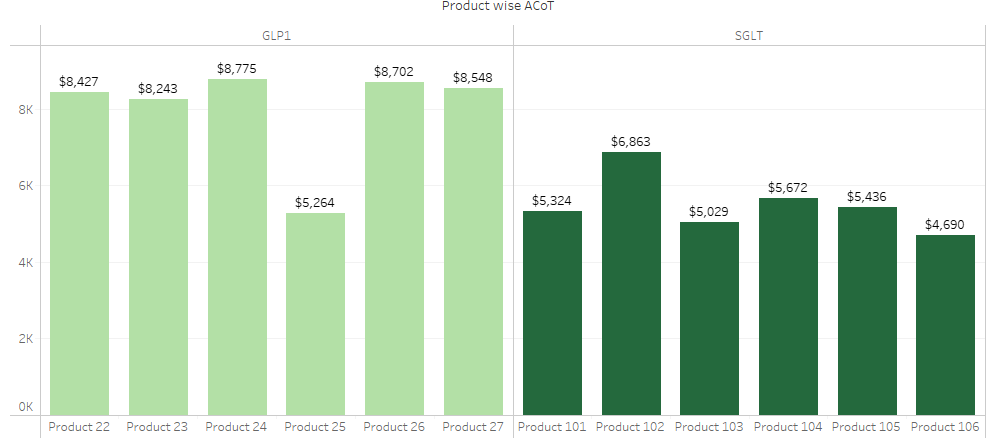 Product wise ACoT
GLP1 SGLT
$8,427 $8,243 $8,775 $5,264 $8,702 $8,548 $5,324 $6,863 $5,029 $5,672 $5,436 $4,690
8K
6K
4K
2K
0K
Product 22 Product 23 Product 24 Product 25 Product 26 Product 27 Product 101 Product 102 Product 103 Product 104 Product 105 Product 106